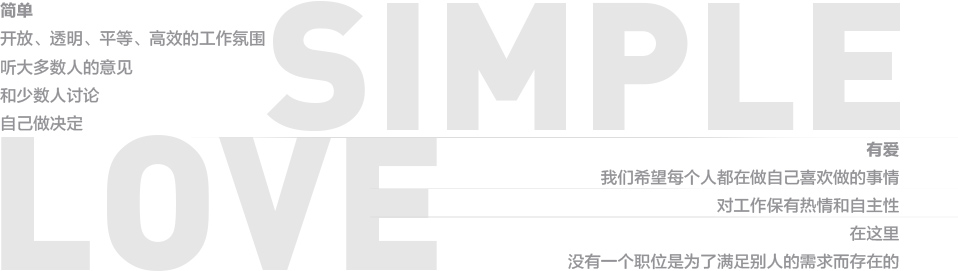 简单
开放、透明、平等、高效的工作氛围
听大多数人的意见
和少数人讨论
自己做决定
SIMPLE
LOVE
有爱
我们希望每个人都在做自己喜欢做的事情
对工作保有热情和自主性
在这里
没有一个职位是为了满足别人的需求而存在的